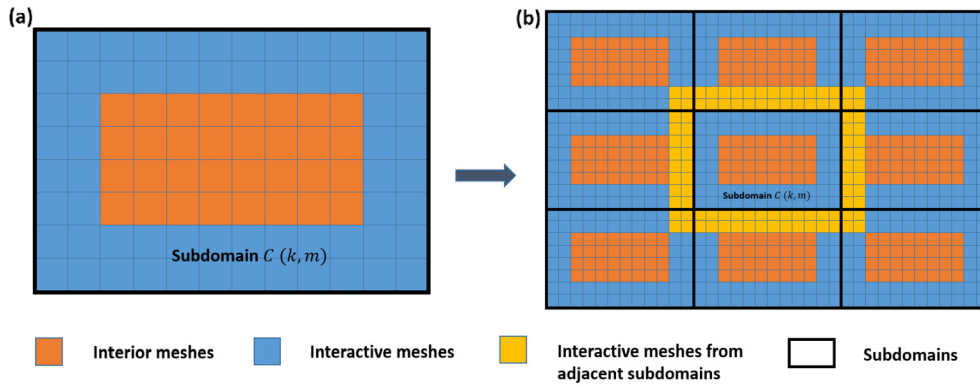 (a)
(b)
Subdomain C (k, m)
Subdomain C (k, m)
Interior meshes
Interactive meshes
Interactive meshes from
adjacent subdomains
Subdomains